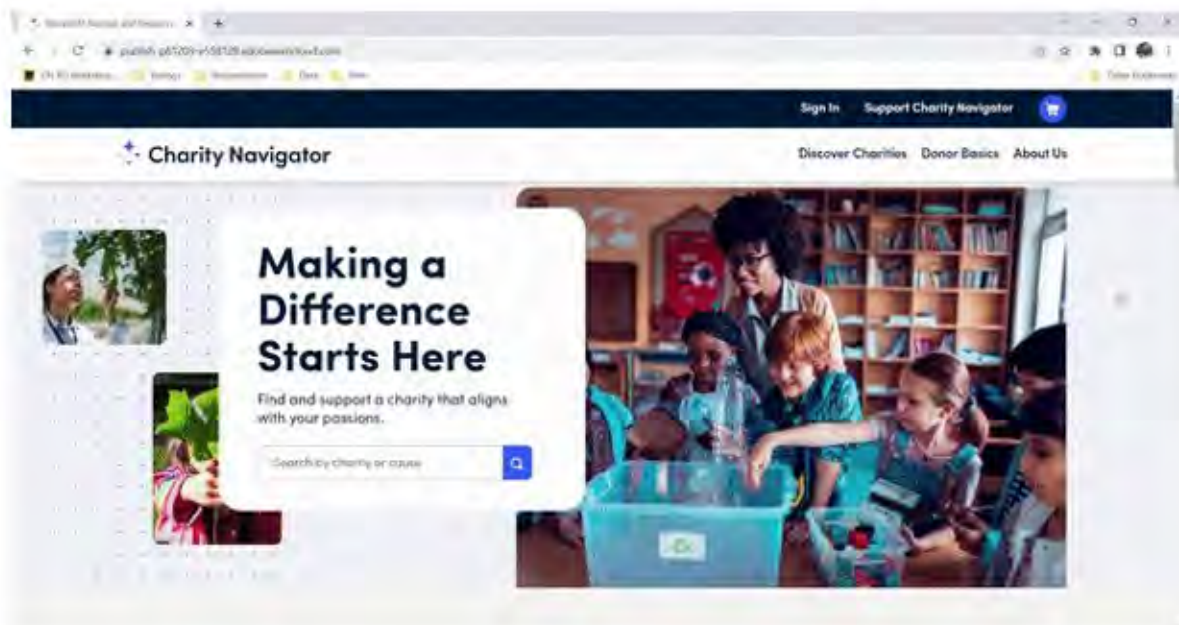 Sign In Support Charity Navigator
Charity Navigator
Discover Charities Donor Basics About Us
Making a
Difference
Starts Here
Find and support a charity that aligns
with your passions.
Search by charity or cause